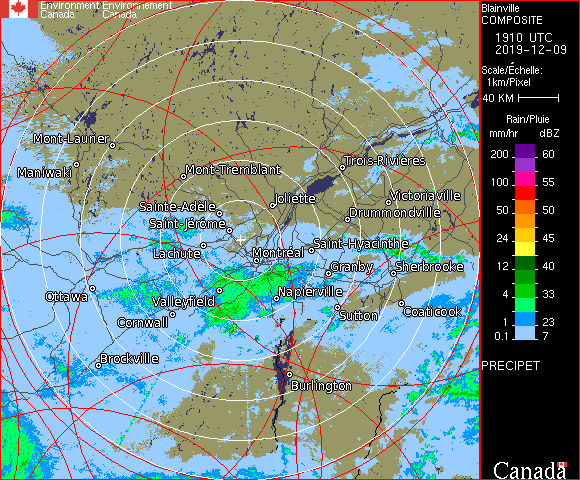 Environment Environnement
Canada Canada
Blainville
COMPOSITE
1910 UTC
2019-12-09
Scale/Échelle:
1km/Pixel
40 KM
Rain/Pluie
mm/hr dBZ
200 60
100 55
50 50
24 45
12 40
4 33
1 23
0.1 7
PRECIPET
Canada
Mont-Laurier
Maniwaki
Mont-Tremblant
Trois-Rivières
Sainte-Adèle
Joliette
Victoriaville
Saint-Jérôme
Drummondville
Lachute
Montréal
Saint-Hyacinthe
Granby
Sherbrooke
Ottawa
Valleyfield
Napierville
Cornwall
Sutton
Coaticook
Brockville
Burlington